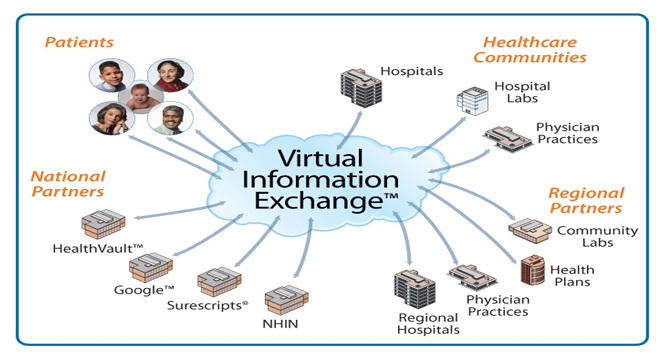 Patients
Healthcare
Communities
Hospitals
Hospital
Labs
Physician
Practices
Virtual
Information
Exchange™
National
Partners
HealthVault™
Google™
Surescripts®
NHIN
Regional
Partners
Community
Labs
Health
Plans
Physician
Practices
Regional
Hospitals